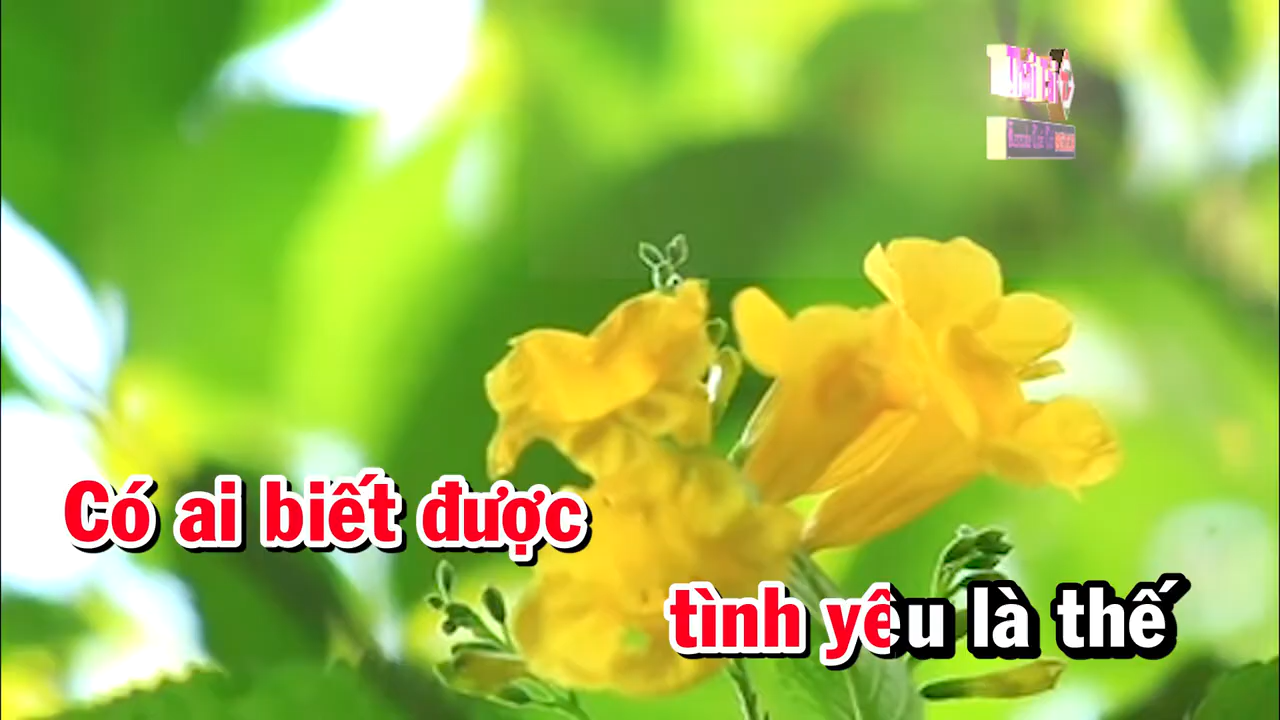 Có ai biết được
tình yêu là thế